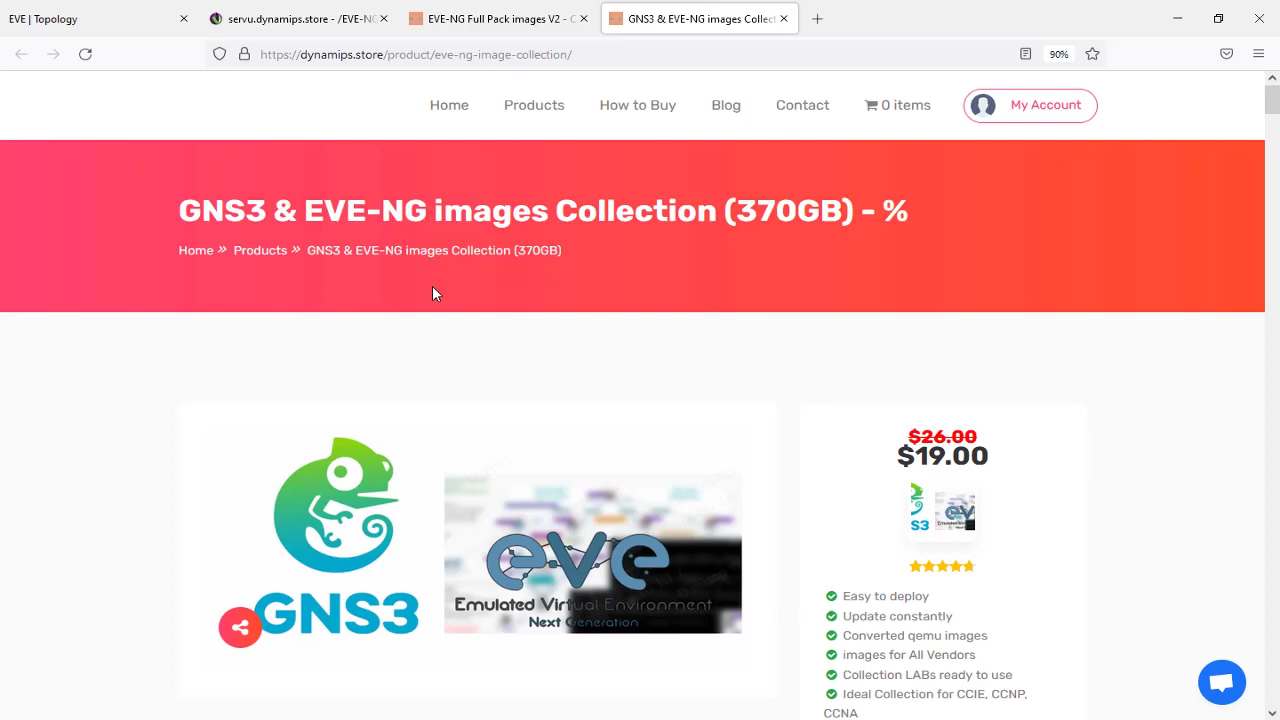 EVE | Topology
servu.dynamips.store - /EVE-NG
EVE-NG Full Pack images V2 - C
GNS3 & EVE-NG images Collect
https://dynamips.store/product/eve-ng-image-collection/
90%
Home
Products
How to Buy
Blog
Contact
0 items
My Account
GNS3 & EVE-NG images Collection (370GB) - %
Home » Products » GNS3 & EVE-NG images Collection (370GB)
GNS3
eve
Emulated Virtual Environment
Next Generation
$26.00
$19.00
Easy to deploy
Update constantly
Converted qemu images
images for All Vendors
Collection LABs ready to use
Ideal Collection for CCIE, CCNP,
CCNA